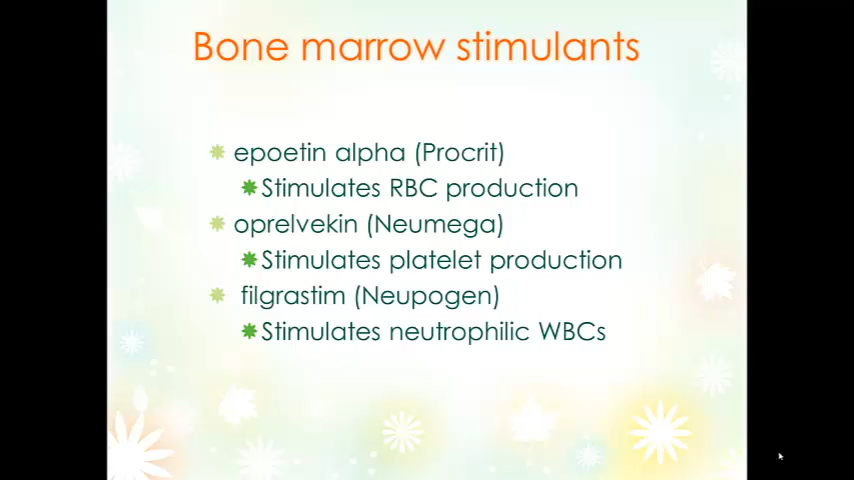 Bone marrow stimulants
epoetin alpha (Procrit)
Stimulates RBC production
oprelvekin (Neumega)
Stimulates platelet production
filgrastim (Neupogen)
Stimulates neutrophilic WBCs